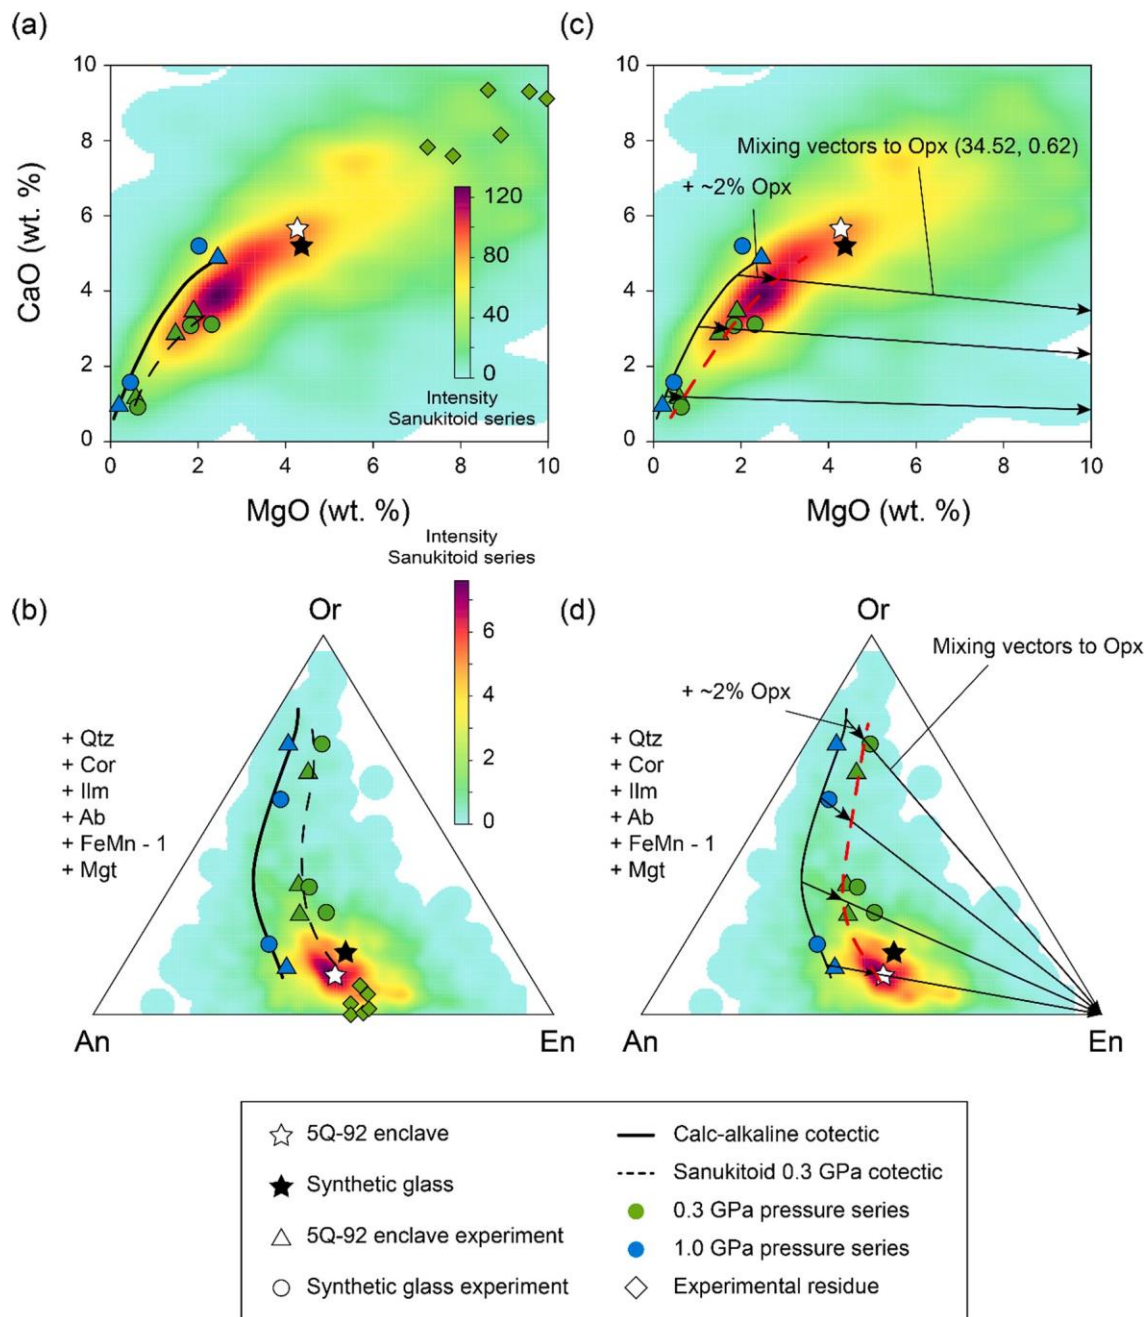 (a)
10
8
6
4
2
0
CaO (wt. %)
120
80
40
0
Intensity
Sanukitoid series
0 2 4 6 8 10
MgO (wt. %)
(c)
10
8
6
4
2
0
Mixing vectors to Opx (34.52, 0.62)
+ ~2% Opx
0 2 4 6 8 10
MgO (wt. %)
Intensity
Sanukitoid series
6
4
2
0
(b)
Or
+ Qtz
+ Cor
+ Ilm
+ Ab
+ FeMn - 1
+ Mgt
An
En
(d)
Or
Mixing vectors to Opx
+ ~2% Opx
+ Qtz
+ Cor
+ Ilm
+ Ab
+ FeMn - 1
+ Mgt
An
En
5Q-92 enclave
Synthetic glass
5Q-92 enclave experiment
Synthetic glass experiment
Calc-alkaline cotectic
Sanukitoid 0.3 GPa cotectic
0.3 GPa pressure series
1.0 GPa pressure series
Experimental residue